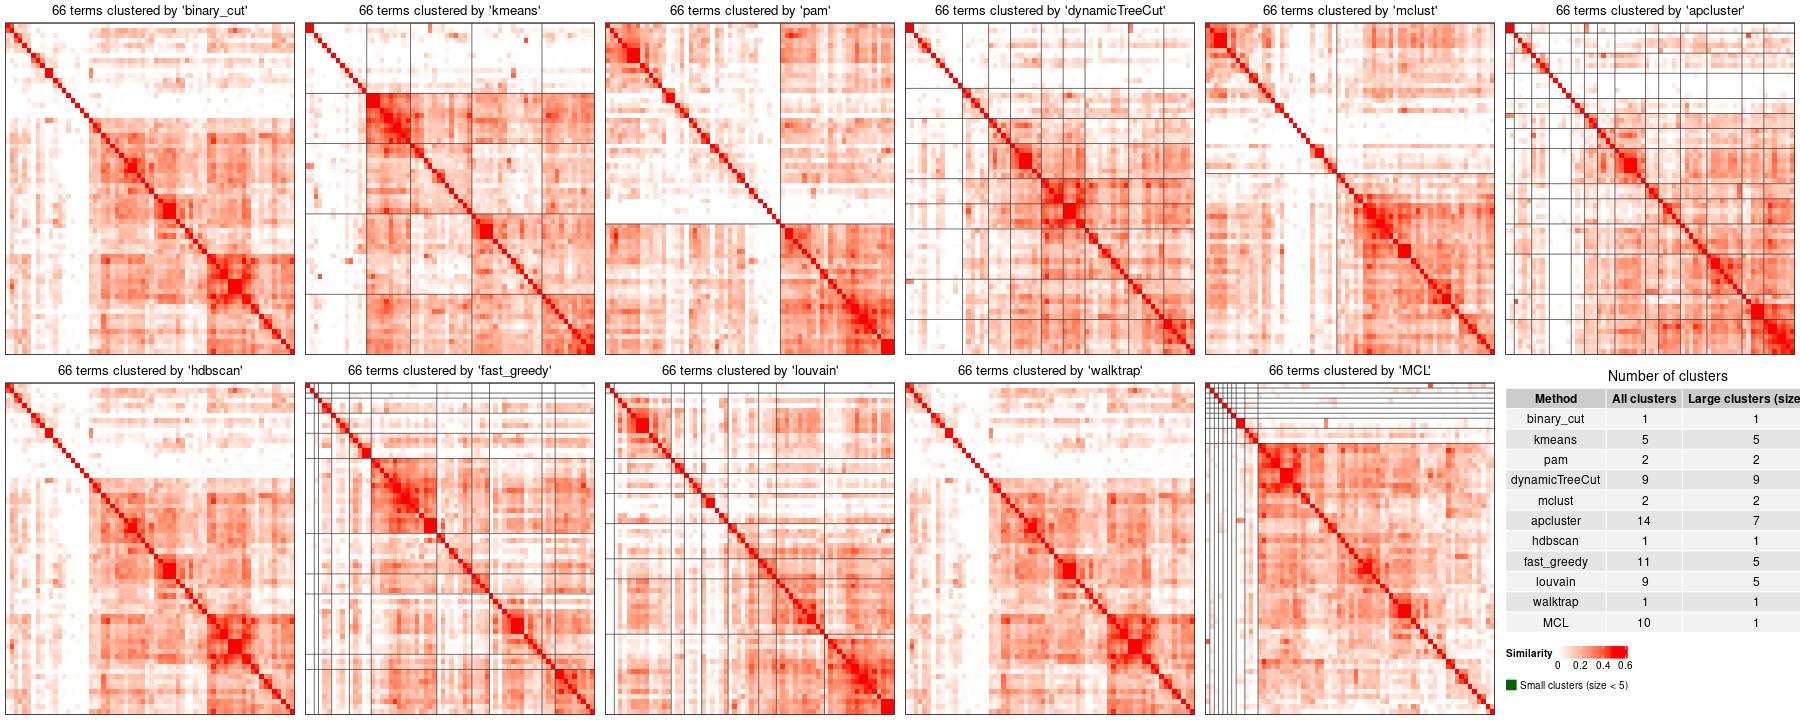 66 terms clustered by 'binary_cut'
66 terms clustered by 'kmeans'
66 terms clustered by 'pam'
66 terms clustered by 'dynamicTreeCut'
66 terms clustered by 'mclust'
66 terms clustered by 'apcluster'
66 terms clustered by 'hdbscan'
66 terms clustered by 'fast_greedy'
66 terms clustered by 'louvain'
66 terms clustered by 'walktrap'
66 terms clustered by 'MCL'
Number of clusters
Method All clusters Large clusters (size
binary_cut 1 1
kmeans 5 5
pam 2 2
dynamicTreeCut 9 9
mclust 2 2
apcluster 14 7
hdbscan 1 1
fast_greedy 11 5
louvain 9 5
walktrap 1 1
MCL 10 1
Similarity
0 0.2 0.4 0.6
Small clusters (size < 5)